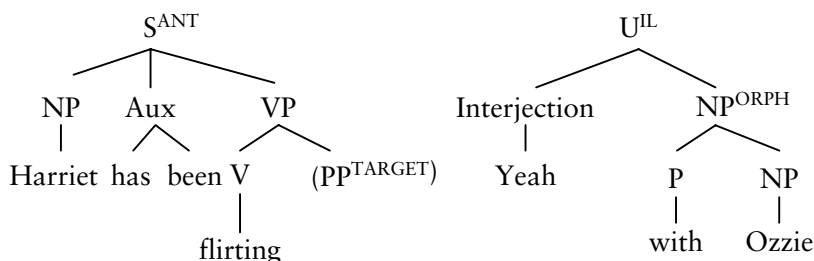 S^ANT U^IL
NP Aux VP Interjection NP^ORPH
Harriet has been V (PP^TARGET) Yeah P NP
flirting with Ozzie